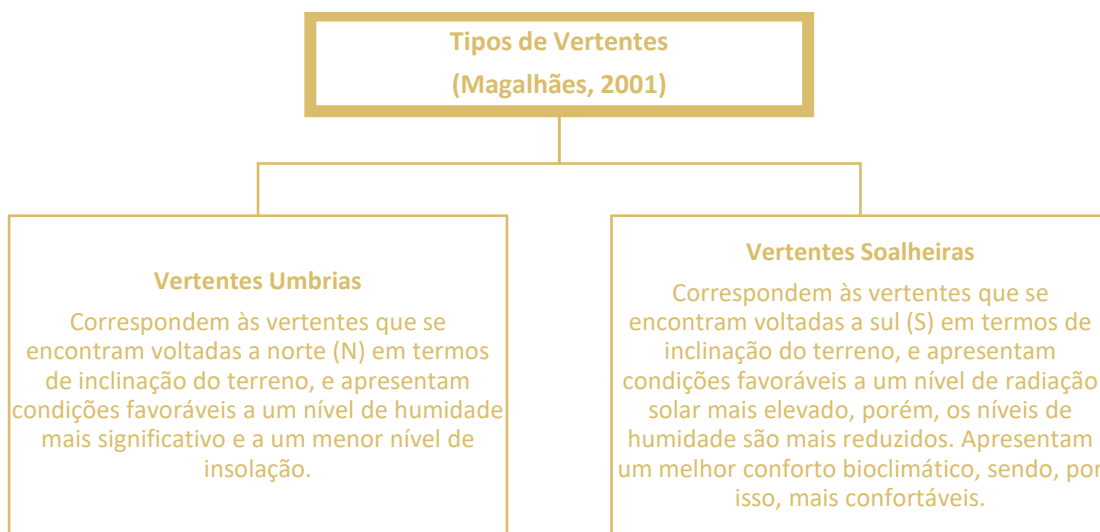 Tipos de Vertentes
(Magalhães, 2001)
Vertentes Umbrias
Correspondem às vertentes que se
encontram voltadas a norte (N) em termos
de inclinação do terreno, e apresentam
condições favoráveis a um nível de humidade
mais significativo e a um menor nível de
insolação.
Vertentes Soalheiras
Correspondem às vertentes que se
encontram voltadas a sul (S) em termos de
inclinação do terreno, e apresentam
condições favoráveis a um nível de radiação
solar mais elevado, porém, os níveis de
humidade são mais reduzidos. Apresentam
um melhor conforto bioclimático, sendo, por
isso, mais confortáveis.